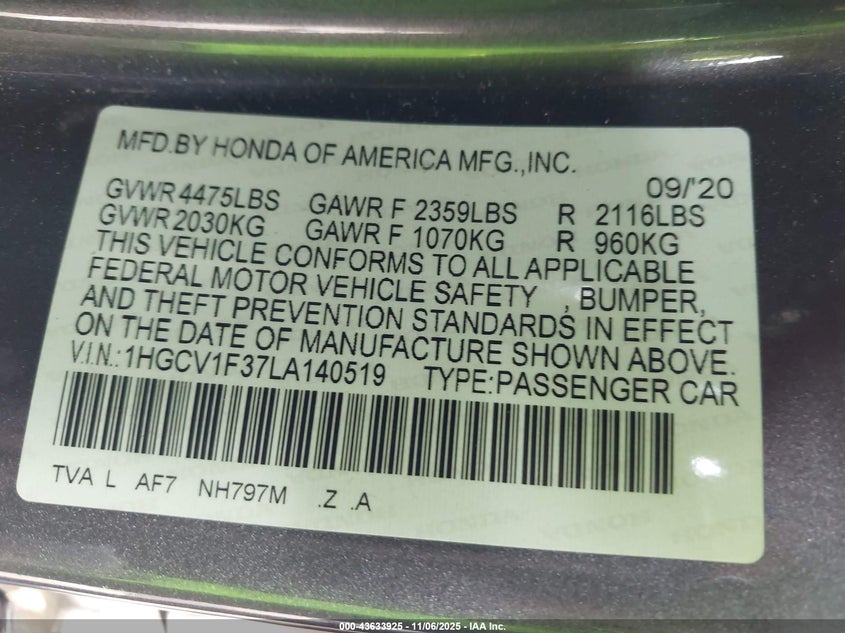 MFD.BY HONDA OF AMERICA MFG.,INC.
09/'20
GVWR 4475LBS GAWR F 2359LBS R 2116LBS
GVWR 2030KG GAWR F 1070KG R 960KG
THIS VEHICLE CONFORMS TO ALL APPLICABLE
FEDERAL MOTOR VEHICLE SAFETY , BUMPER,
AND THEFT PREVENTION STANDARDS IN EFFECT
ON THE DATE OF MANUFACTURE SHOWN ABOVE.
V.I.N.:1HGCV1F37LA140519 TYPE:PASSENGER CAR
TVA L AF7 NH797M .Z .A
000-43633925 - 11/06/2025 - IAA Inc.